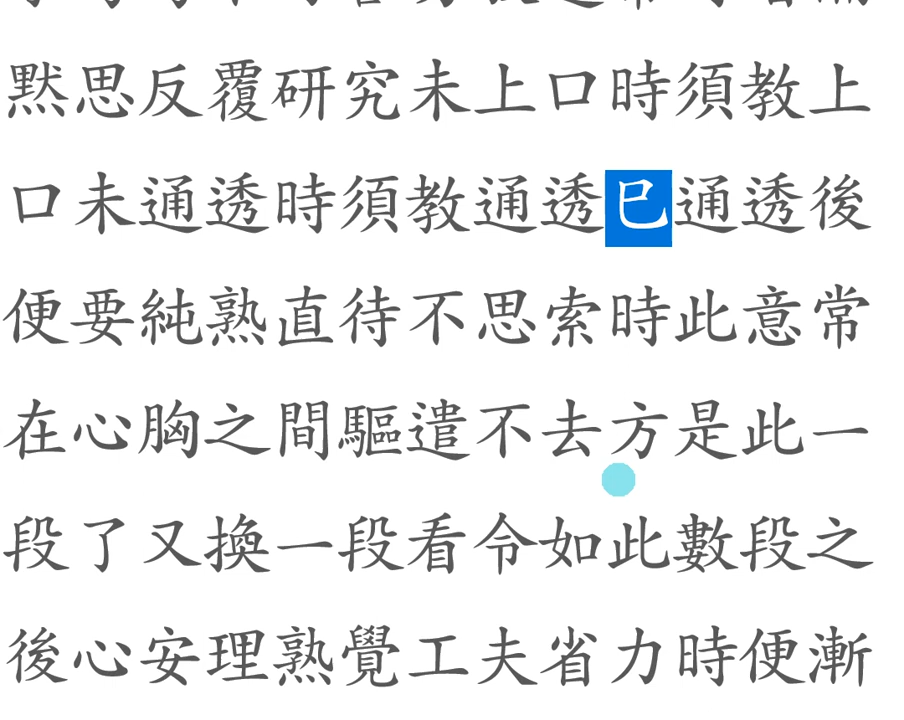 默思反覆研究未上口時須教上
口未通透時須教通透巳通透後
便要純熟直待不思索時此意常
在心胸之間驅遣不去方是此一
段了又換一段看令如此數段之
後心安理熟覺工夫省力時便漸